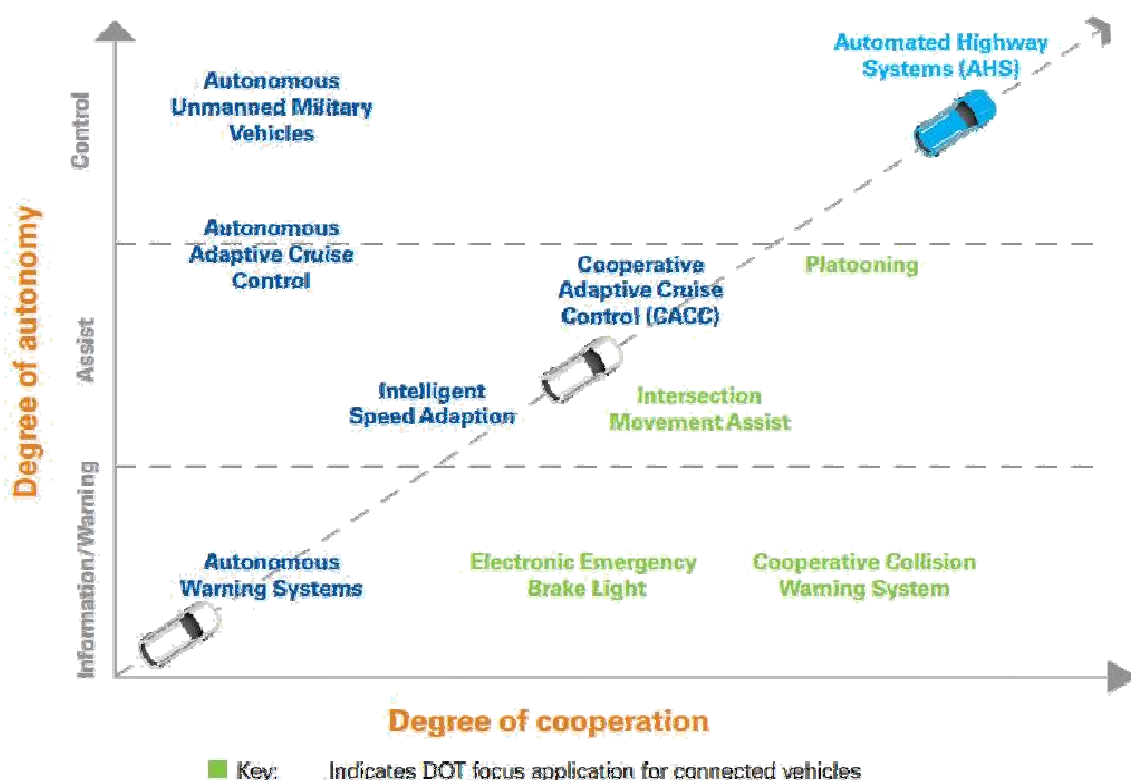 Automated Highway
Systems (AHS)
Autonomous
Unmanned Military
Vehicles
Control
Autonomous
Adaptive Cruise
Control
Cooperative
Adaptive Cruise
Control (CACC)
Platooning
Degree of autonomy
Assist
Intelligent
Speed Adaption
Intersection
Movement Assist
Information/Warning
Autonomous
Warning Systems
Electronic Emergency
Brake Light
Cooperative Collision
Warning System
Degree of cooperation
Key: Indicates DOT focus application for connected vehicles